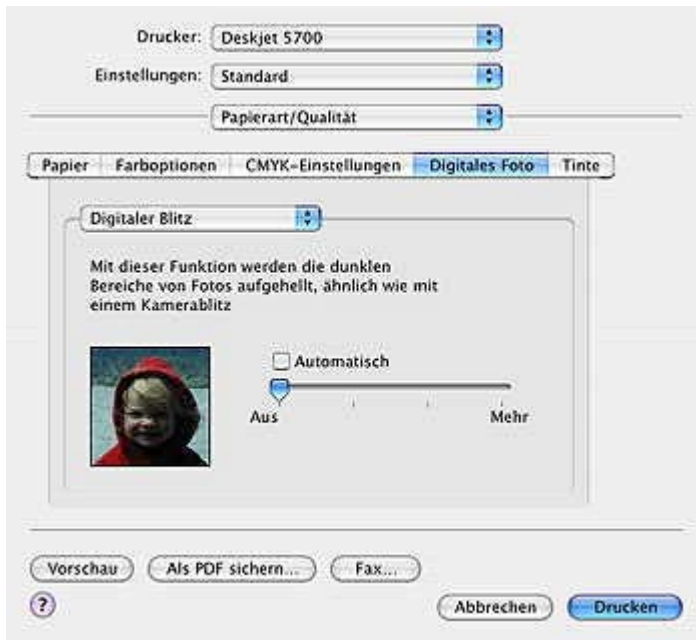 Drucker: Deskjet 5700
Einstellungen: Standard
Papierart/Qualität
Papier Farboptionen CMYK-Einstellungen Digitales Foto Tinte
Digitaler Blitz
Mit dieser Funktion werden die dunklen
Bereiche von Fotos aufgehellt, ähnlich wie mit
einem Kamerablitz
Automatisch
Aus Mehr
Vorschau Als PDF sichern... Fax...
? Abbrechen Drucken